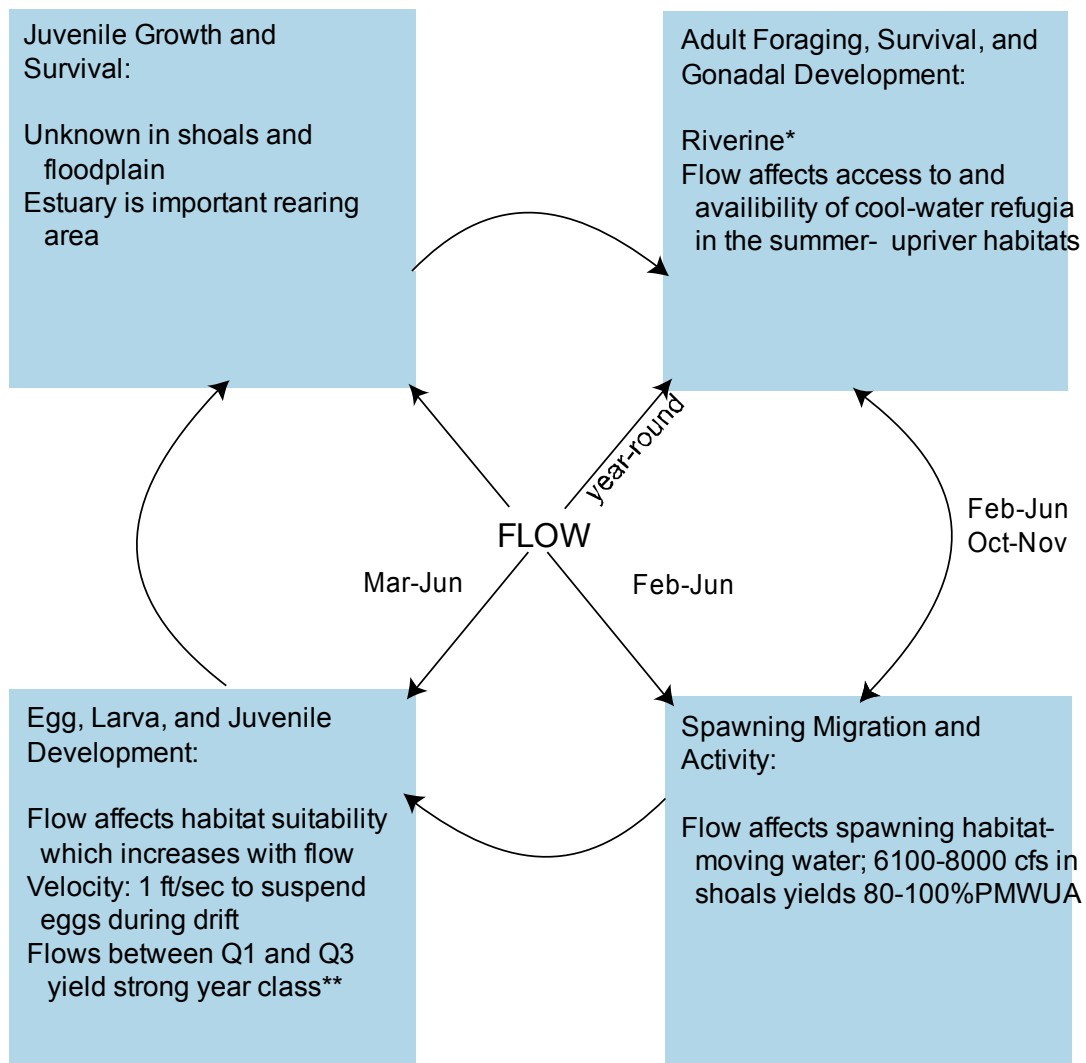 Juvenile Growth and
Survival:
Unknown in shoals and
floodplain
Estuary is important rearing
area
Adult Foraging, Survival, and
Gonadal Development:
Riverine*
Flow affects access to and
availibility of cool-water refugia
in the summer- upriver habitats
year-round
FLOW
Feb-Jun
Oct-Nov
Mar-Jun
Feb-Jun
Egg, Larva, and Juvenile
Development:
Flow affects habitat suitability
which increases with flow
Velocity: 1 ft/sec to suspend
eggs during drift
Flows between Q1 and Q3
yield strong year class**
Spawning Migration and
Activity:
Flow affects spawning habitat-
moving water; 6100-8000 cfs in
shoals yields 80-100%PMWUA